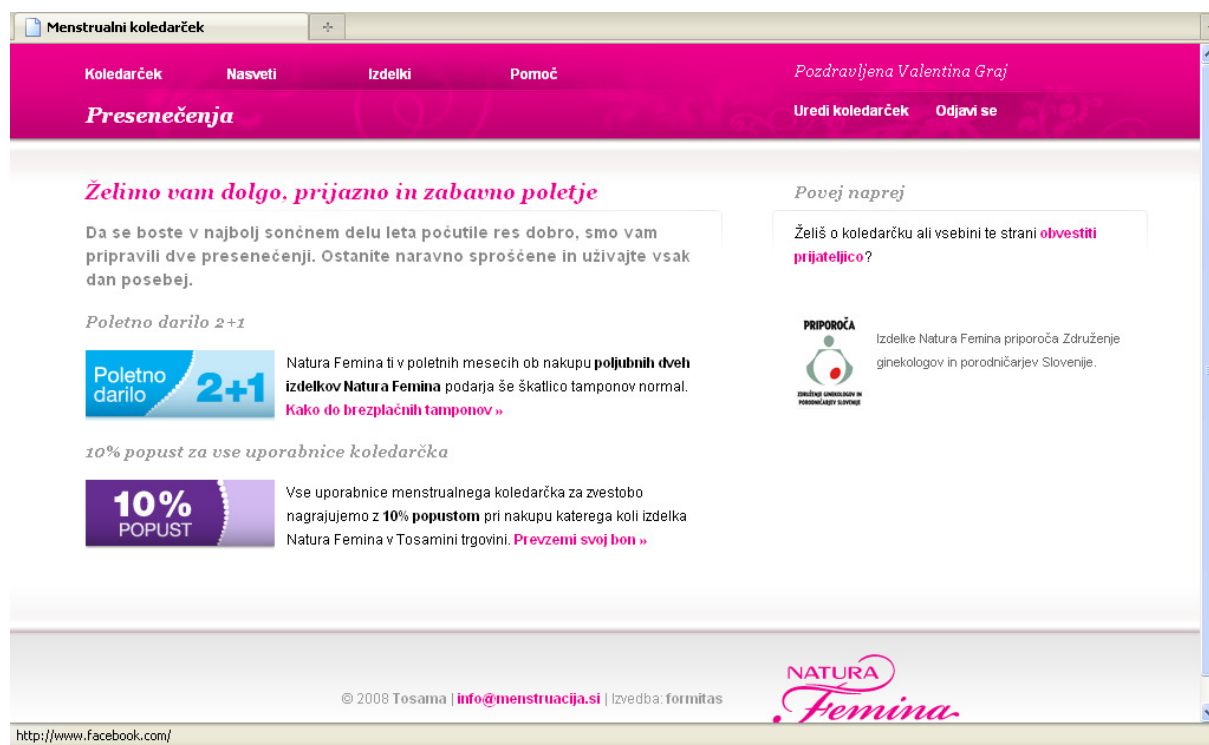 Menstrualni koledarček
Koledarček Nasveti Izdelki Pomoč
Pozdravljena Valentina Graj
Presenečenja
Uredi koledarček Odjavi se
Želimo vam dolgo, prijazno in zabavno poletje
Da se boste v najbolj sončnem delu leta počutile res dobro, smo vam
pripravili dve presenečenji. Ostanite naravno sproščene in uživajte vsak
dan posebej.
Poletno darilo 2+1
Poletno
darilo 2+1
Natura Femina ti v poletnih mesecih ob nakupu poljubnih dveh
izdelkov Natura Femina podarja še škatlico tamponov normal.
Kako do brezplačnih tamponov »
10% popust za vse uporabnice koledarčka
10%
POPUST
Vse uporabnice menstrualnega koledarčka za zvestobo
nagrajujemo z 10% popustom pri nakupu katerega koli izdelka
Natura Femina v Tosamini trgovini. Prevzemi svoj bon »
Povej naprej
Želiš o koledarčku ali vsebini te strani obvestiti
prijateljico?
PRIPOROČA
ZDRUŽENJE GINEKOLOGOV IN
PORODNIČARJEV SLOVENIJE
Izdelke Natura Femina priporoča Združenje
ginekologov in porodničarjev Slovenije.
© 2008 Tosama | info@menstruacija.si | Izvedba: formitas
NATURA
Femina
http://www.facebook.com/